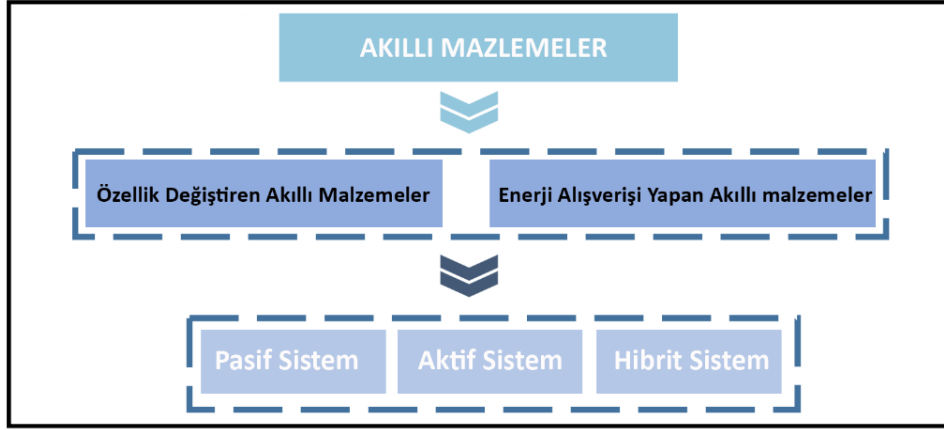 AKILLI MAZLEMELER
Özellik Değiştiren Akıllı Malzemeler
Enerji Alışverişi Yapan Akıllı malzemeler
Pasif Sistem
Aktif Sistem
Hibrit Sistem